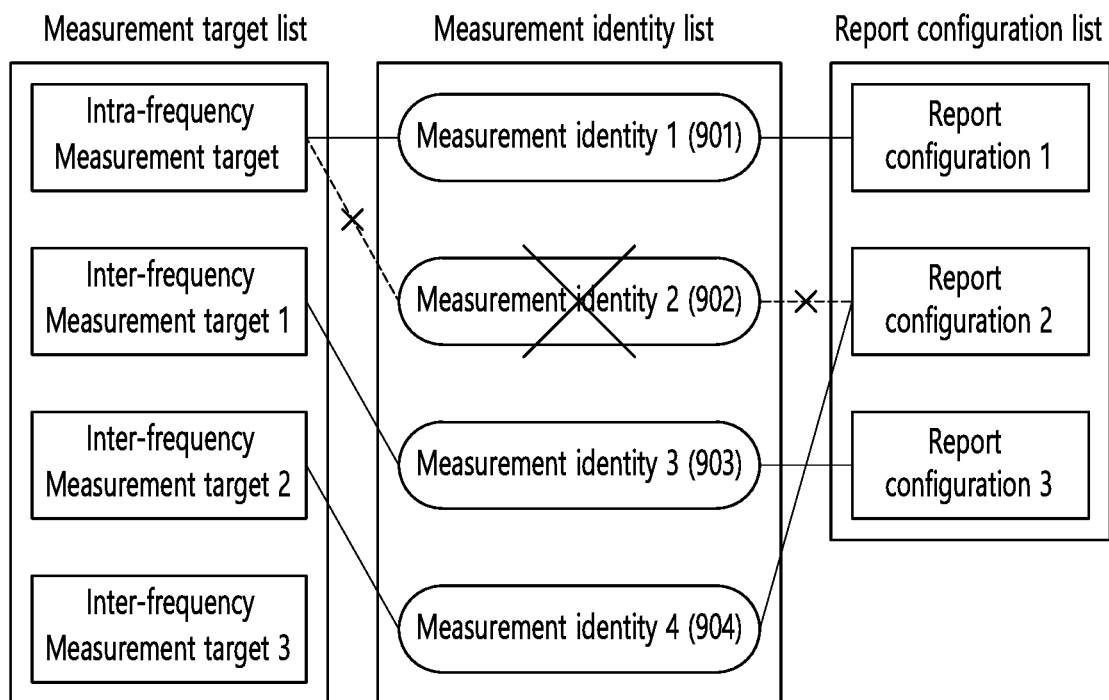 Measurement target list
Intra-frequency
Measurement target
Inter-frequency
Measurement target 1
Inter-frequency
Measurement target 2
Inter-frequency
Measurement target 3
Measurement identity list
Measurement identity 1 (901)
Measurement identity 2 (902)
Measurement identity 3 (903)
Measurement identity 4 (904)
Report configuration list
Report
configuration 1
Report
configuration 2
Report
configuration 3